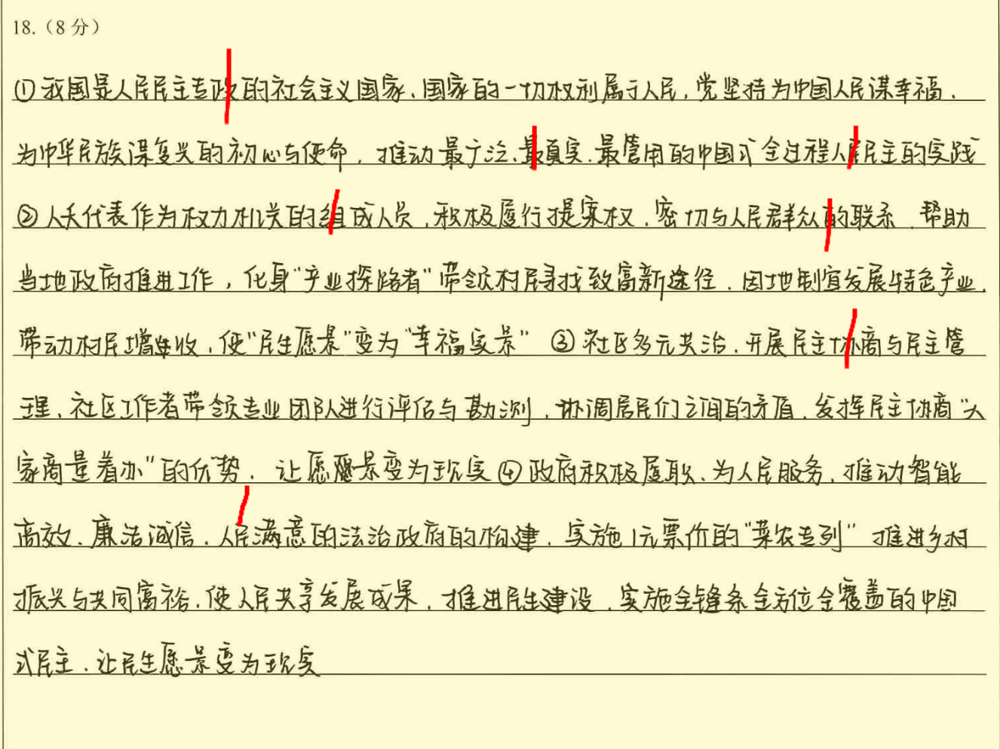 18.（8 分）
①我国是人民民主专政的社会主义国家，国家的一切权利属于人民，党坚持为中国人民谋幸福，
为中华民族谋复兴的初心与使命，推动最广泛、最真实、最管用的中国式全过程人民民主的实践
②人大代表作为权力机关的组成人员，积极履行提案权，密切与人民群众的联系，帮助
当地政府推进工作，化身"产业探路者"带领村民寻找致富新途径，因地制宜发展特色产业，
带动村民增收，使"民生愿景"变为"幸福实景" ③社区多元共治，开展民主协商与民主管
理，社区工作者带领专业团队进行评估与勘测，协调居民们之间的矛盾，发挥民主协商"大
家商量着办"的优势，让愿景变为现实④政府积极履职，为人民服务，推动智能
高效、廉洁诚信，人民满意的法治政府的构建，实施1元票价的"菜农专列"推进乡村
振兴与共同富裕，使人民共享发展成果，推进民生建设，实施全链条全方位全覆盖的中国
式民主，让民生愿景变为现实